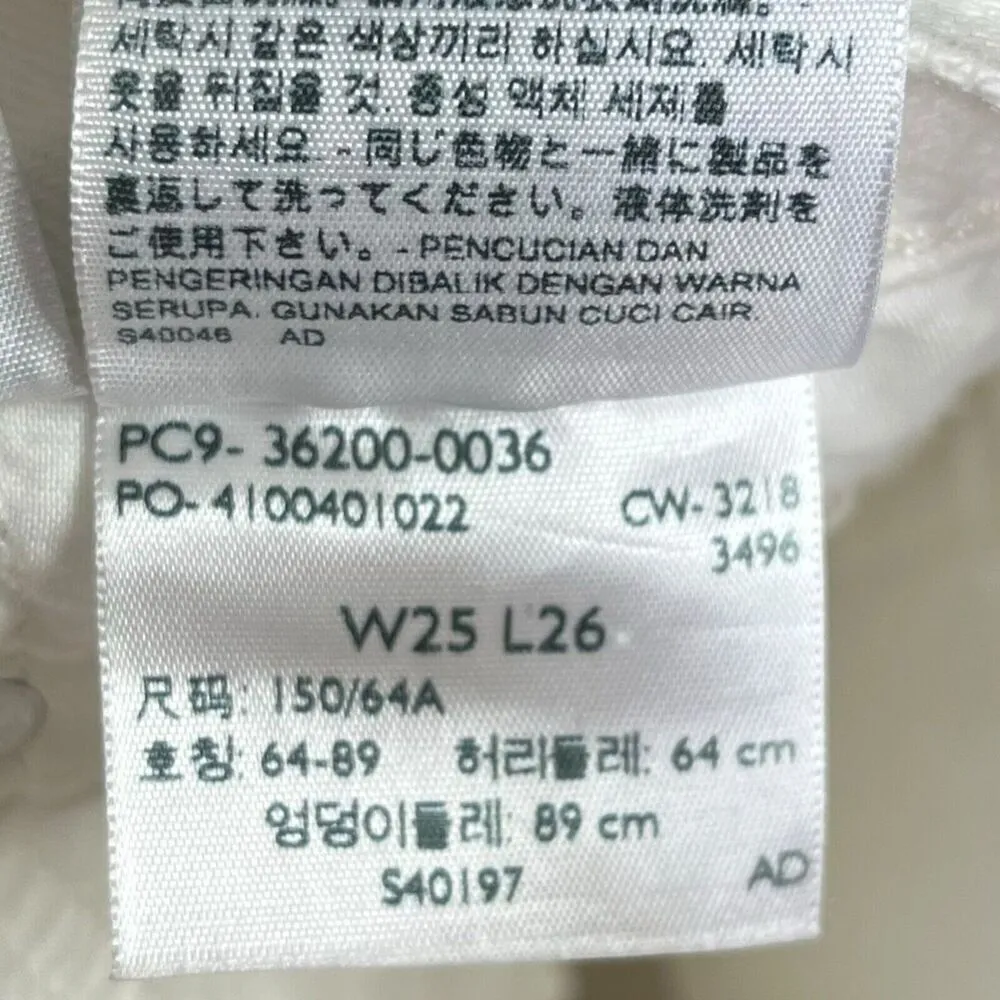 세탁시 같은 색상끼리 하십시요. 세탁시
옷을 뒤집을 것. 중성 액체 세제를
사용하세요 - 同じ色物と一緒に製品を
裏返して洗ってください。液体洗剤を
ご使用下さい。- PENCUCIAN DAN
PENGERINGAN DIBALIK DENGAN WARNA
SERUPA. GUNAKAN SABUN CUCI CAIR.
S40046 AD
PC9- 36200-0036
PO- 4100401022 CW- 3218
3496
W25 L26
尺码: 150/64A
호칭: 64-89 허리둘레: 64 cm
엉덩이둘레: 89 cm
S40197 AD